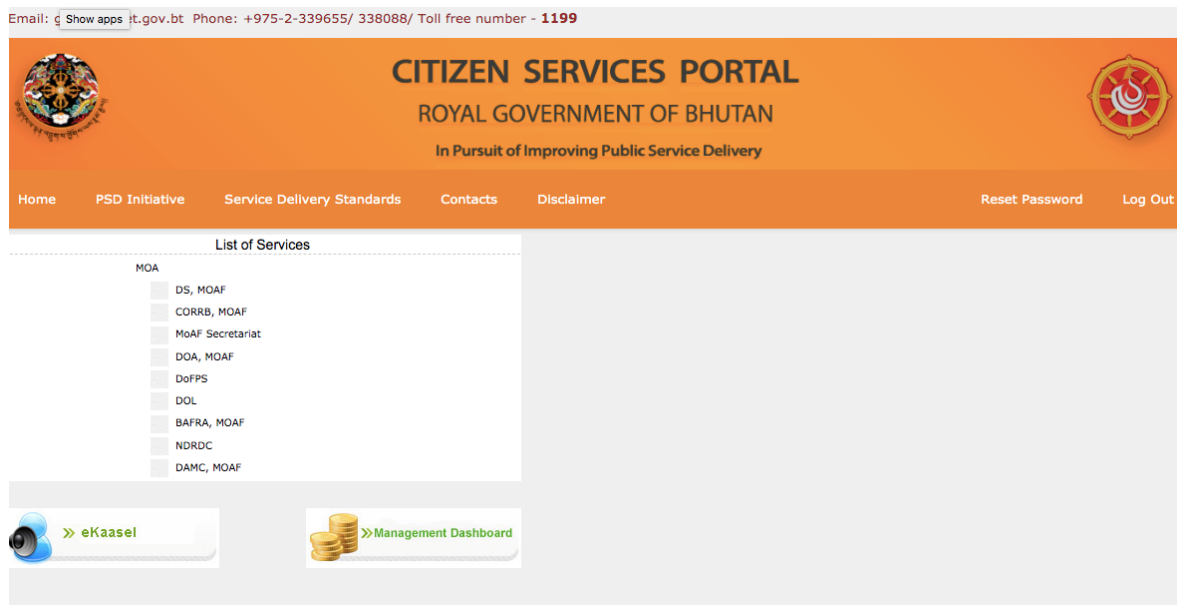 Email: g Show apps et.gov.bt Phone: +975-2-339655/ 338088/ Toll free number - 1199
CITIZEN SERVICES PORTAL
ROYAL GOVERNMENT OF BHUTAN
In Pursuit of Improving Public Service Delivery
Home PSD Initiative Service Delivery Standards Contacts Disclaimer Reset Password Log Out
List of Services
MOA
DS, MOAF
CORRB, MOAF
MoAF Secretariat
DOA, MOAF
DoFPS
DOL
BAFRA, MOAF
NDRDC
DAMC, MOAF
» eKaasel »Management Dashboard